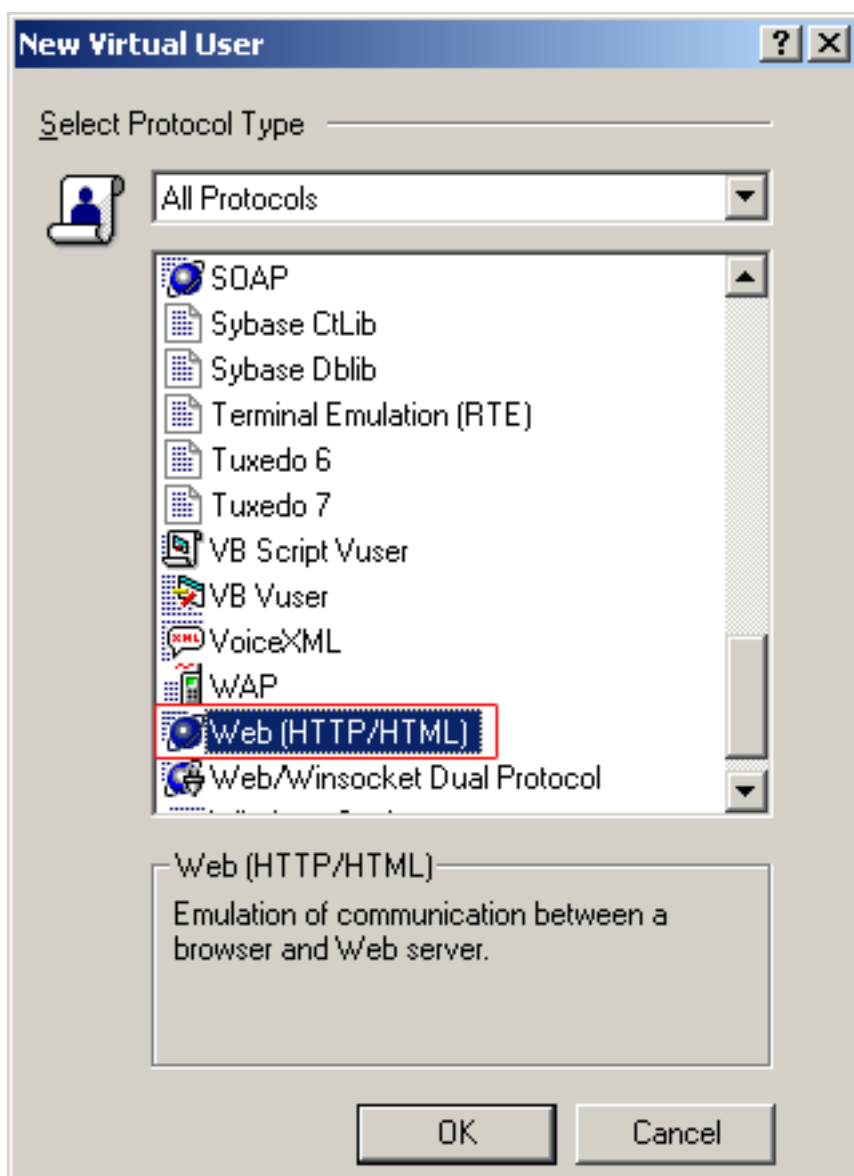 New Virtual User
Select Protocol Type
All Protocols
SOAP
Sybase CtLib
Sybase Dblib
Terminal Emulation (RTE)
Tuxedo 6
Tuxedo 7
VB Script Vuser
VB Vuser
VoiceXML
WAP
Web (HTTP/HTML)
Web/Winsocket Dual Protocol
Web (HTTP/HTML)
Emulation of communication between a
browser and Web server.
OK
Cancel